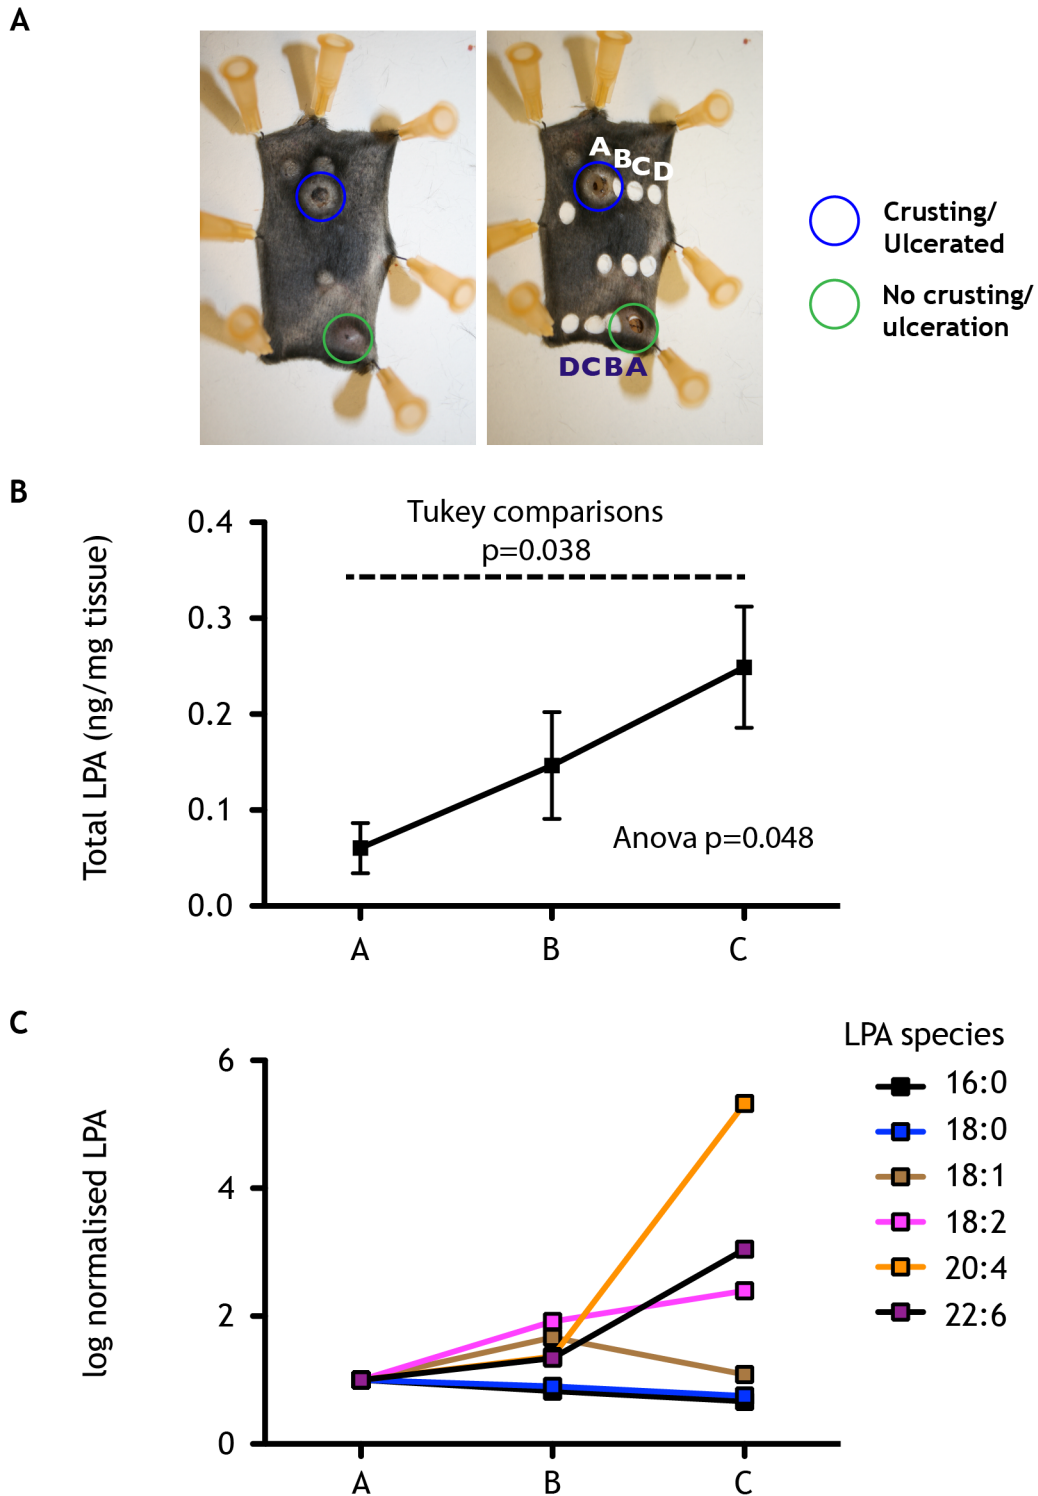 A
A
B
C
D
DCBA
Crusting/
Ulcerated
No crusting/
ulceration
B
Tukey comparisons
p=0.038
Total LPA (ng/mg tissue)
0.4
0.3
0.2
0.1
0.0
Anova p=0.048
A B C
C
log normalised LPA
6
4
2
0
A B C
LPA species
16:0
18:0
18:1
18:2
20:4
22:6